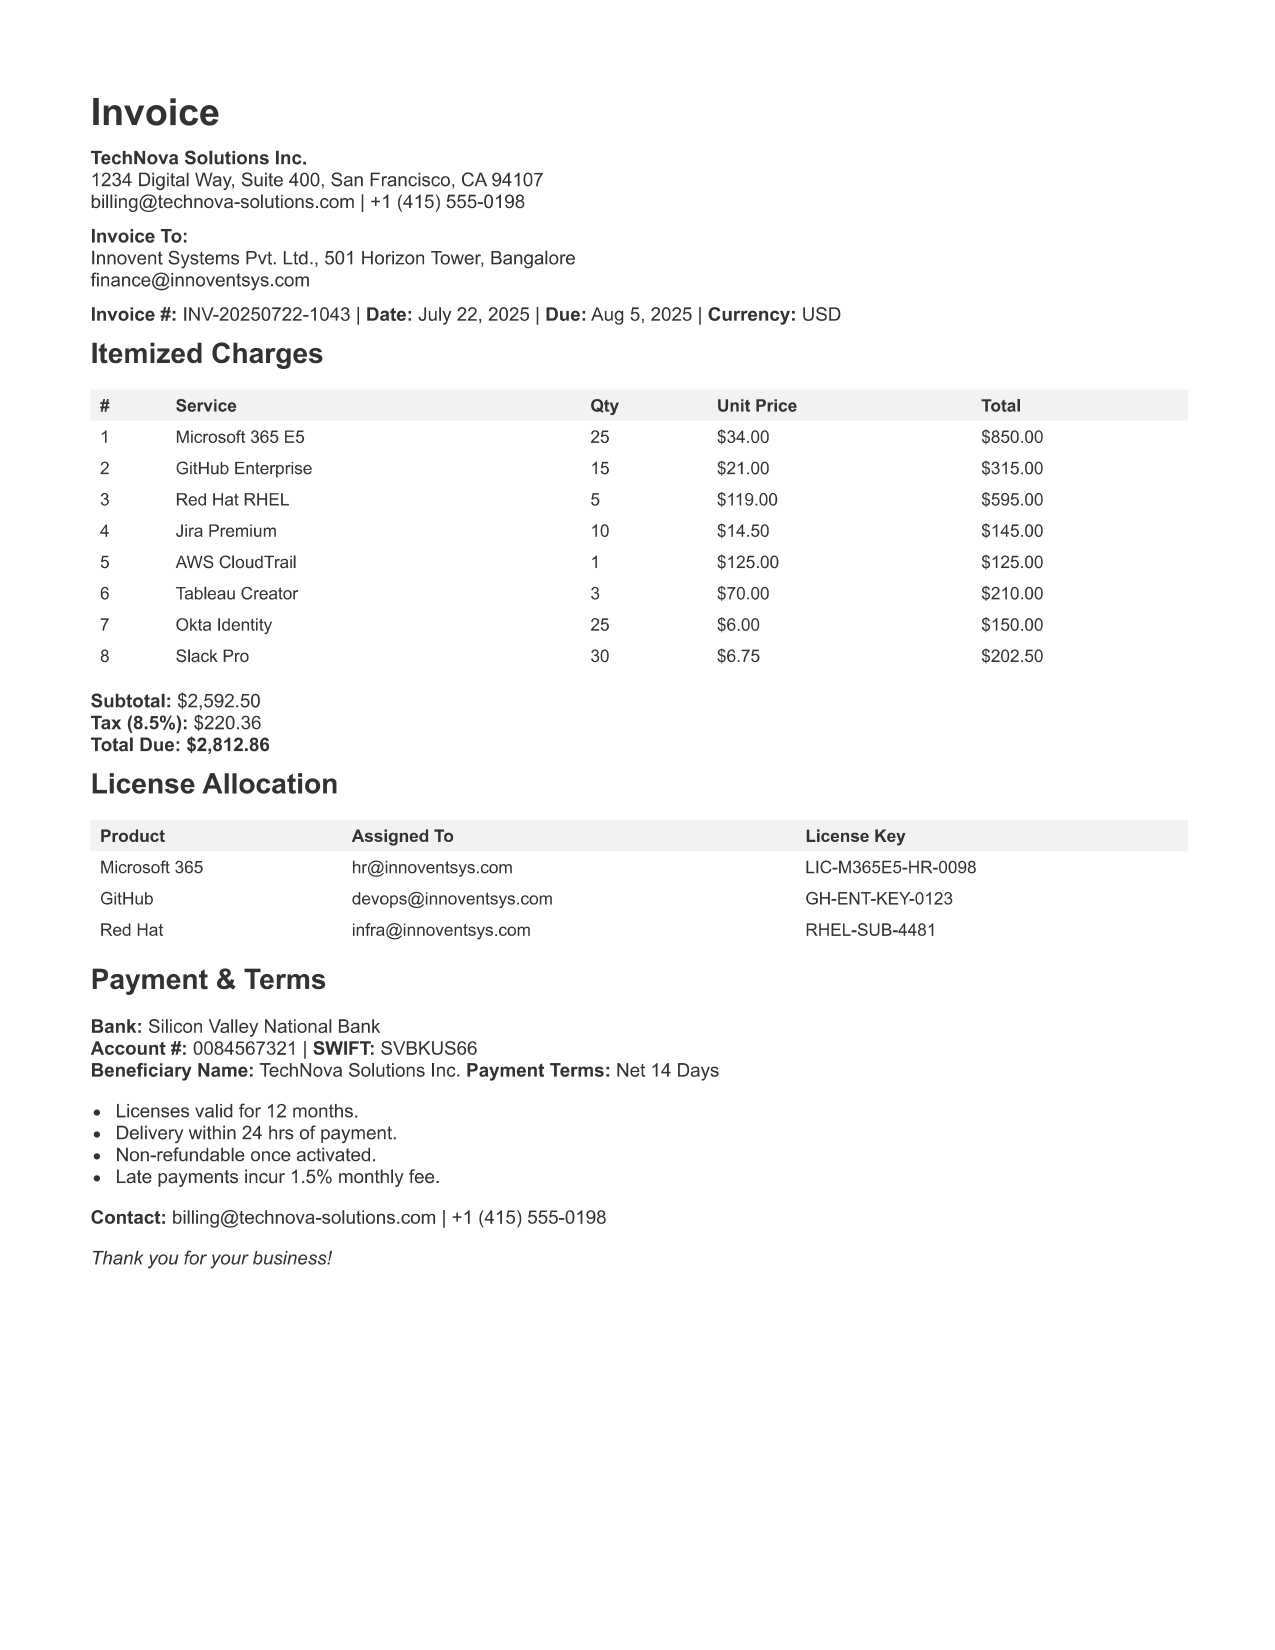 Invoice
TechNova Solutions Inc.
1234 Digital Way, Suite 400, San Francisco, CA 94107
billing@technova-solutions.com | +1 (415) 555-0198
Invoice To:
Innovent Systems Pvt. Ltd., 501 Horizon Tower, Bangalore
finance@innoventsys.com
Invoice #: INV-20250722-1043 | Date: July 22, 2025 | Due: Aug 5, 2025 | Currency: USD
Itemized Charges
# Service Qty Unit Price Total
1 Microsoft 365 E5 25 $34.00 $850.00
2 GitHub Enterprise 15 $21.00 $315.00
3 Red Hat RHEL 5 $119.00 $595.00
4 Jira Premium 10 $14.50 $145.00
5 AWS CloudTrail 1 $125.00 $125.00
6 Tableau Creator 3 $70.00 $210.00
7 Okta Identity 25 $6.00 $150.00
8 Slack Pro 30 $6.75 $202.50
Subtotal: $2,592.50
Tax (8.5%): $220.36
Total Due: $2,812.86
License Allocation
Product Assigned To License Key
Microsoft 365 hr@innoventsys.com LIC-M365E5-HR-0098
GitHub devops@innoventsys.com GH-ENT-KEY-0123
Red Hat infra@innoventsys.com RHEL-SUB-4481
Payment & Terms
Bank: Silicon Valley National Bank
Account #: 0084567321 | SWIFT: SVBKUS66
Beneficiary Name: TechNova Solutions Inc. Payment Terms: Net 14 Days
• Licenses valid for 12 months.
• Delivery within 24 hrs of payment.
• Non-refundable once activated.
• Late payments incur 1.5% monthly fee.
Contact: billing@technova-solutions.com | +1 (415) 555-0198
Thank you for your business!